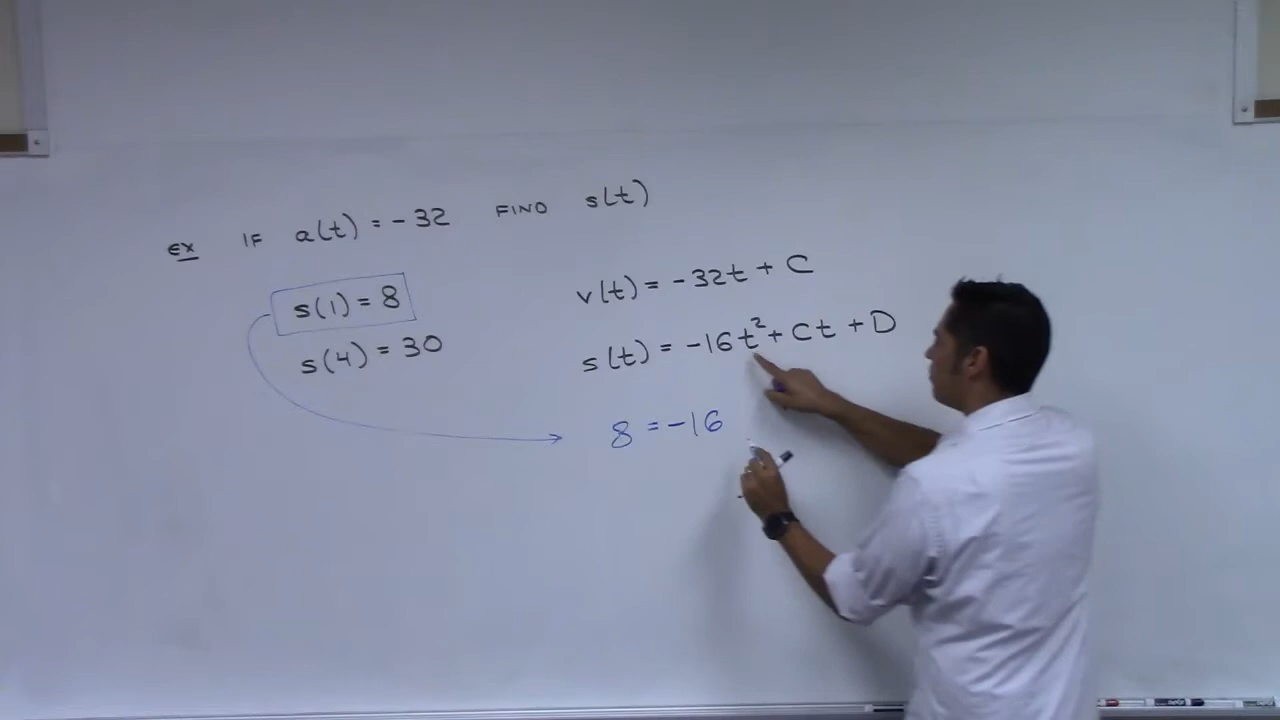 ex IF a(t) = -32 FIND s(t)
s(1) = 8
s(4) = 30
v(t) = -32t + C
s(t) = -16t² + Ct + D
8 = -16